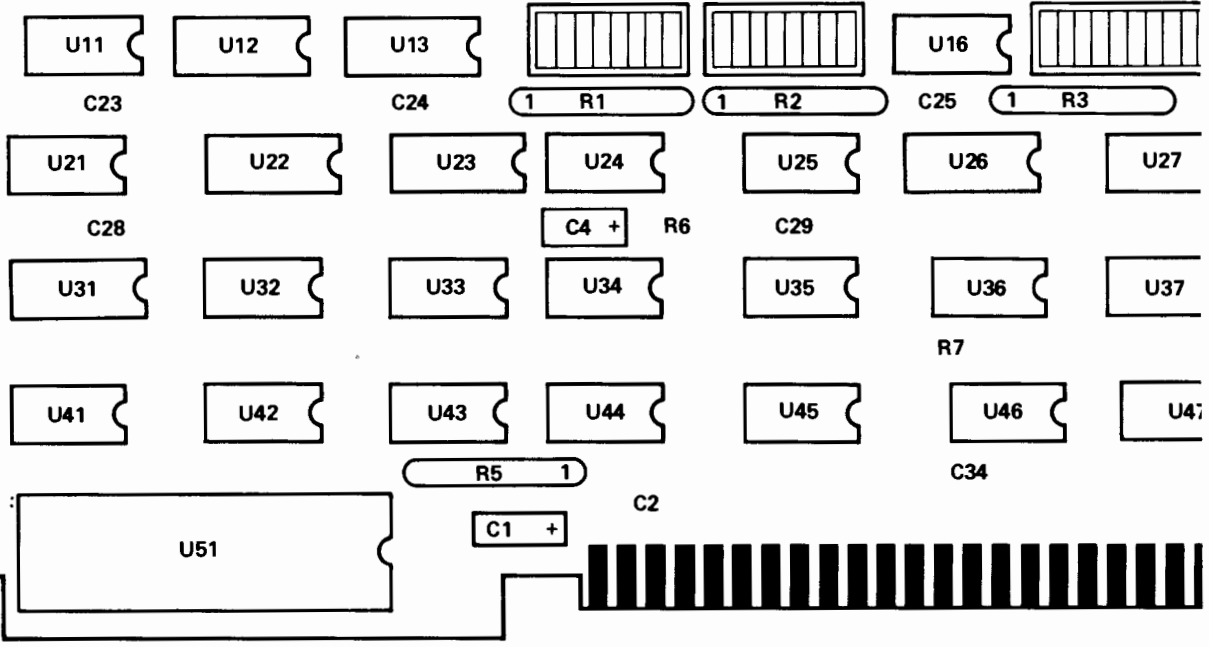 U11 U12 U13 U16
C23 C24 1 R1 1 R2 C25 1 R3
U21 U22 U23 U24 U25 U26 U27
C28 C4 + R6 C29
U31 U32 U33 U34 U35 U36 U37
R7
U41 U42 U43 U44 U45 U46 U47
R5 1 C34
C2
C1 +
U51